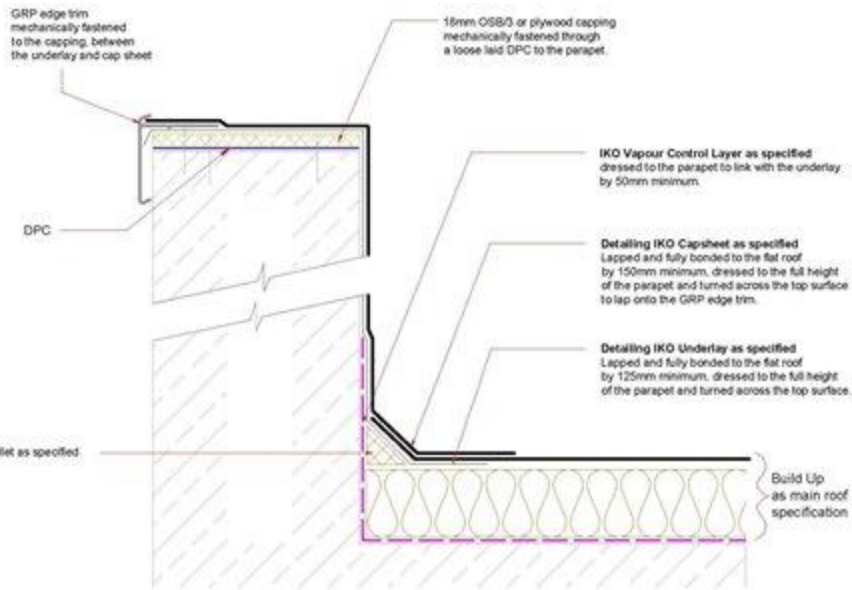 GRP edge trim
mechanically fastened
to the capping, between
the underlay and cap sheet
18mm OSB/3 or plywood capping
mechanically fastened through
a loose laid DPC to the parapet.
IKO Vapour Control Layer as specified
dressed to the parapet to link with the underlay
by 50mm minimum.
DPC
Detailing IKO Capsheet as specified
Lapped and fully bonded to the flat roof
by 150mm minimum, dressed to the full height
of the parapet and turned across the top surface
to lap onto the GRP edge trim.
Detailing IKO Underlay as specified
Lapped and fully bonded to the flat roof
by 125mm minimum, dressed to the full height
of the parapet and turned across the top surface.
llet as specified
Build Up
as main roof
specification